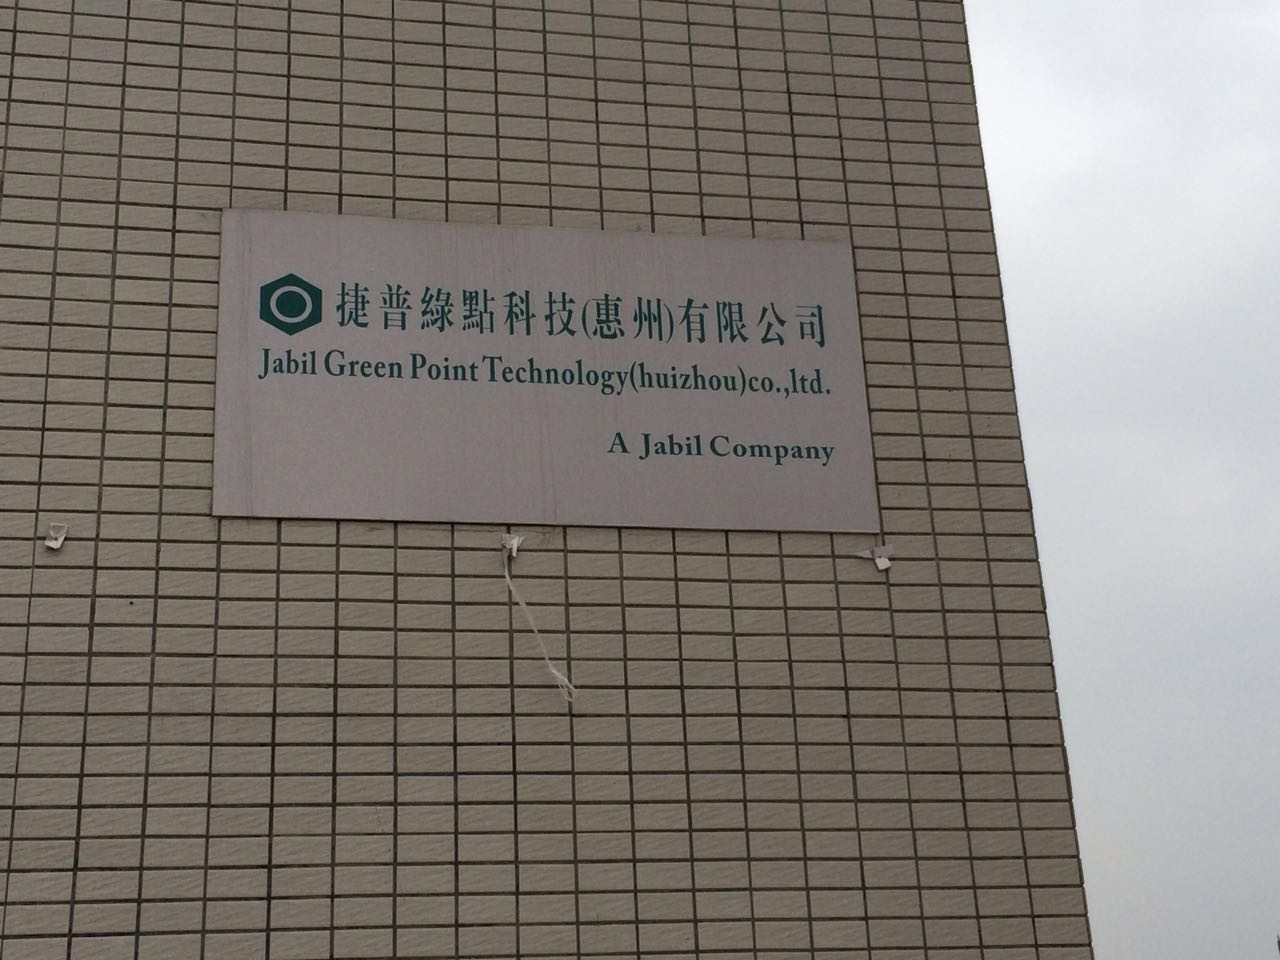 捷普綠點科技(惠州)有限公司
Jabil Green Point Technology(huizhou)co.,ltd.
A Jabil Company